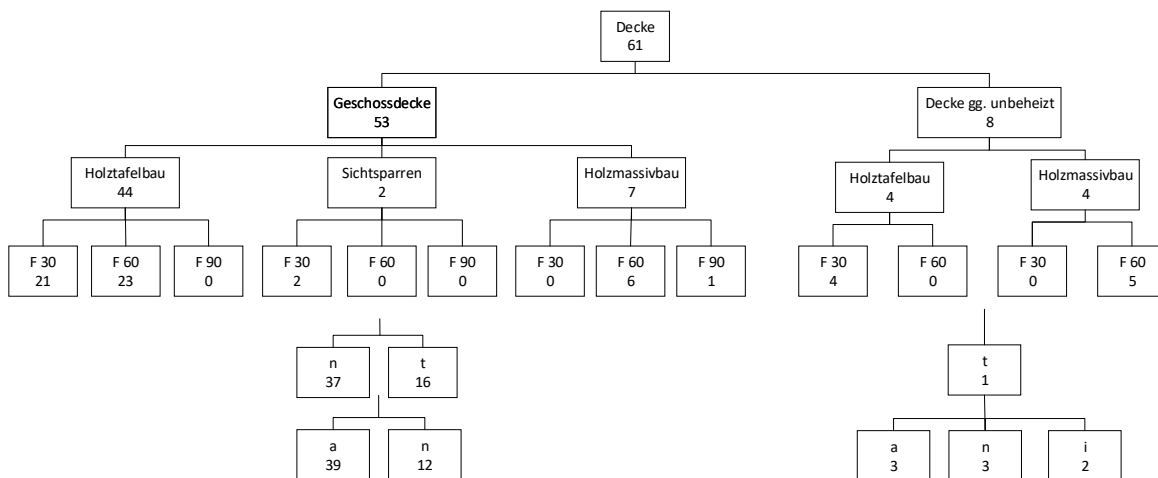 Decke
61
Geschossdecke
53
Decke gg. unbeheizt
8
Holztafelbau
44
Sichtsparren
2
Holzmassivbau
7
Holztafelbau
4
Holzmassivbau
4
F 30
21
F 60
23
F 90
0
F 30
2
F 60
0
F 90
0
F 30
0
F 60
6
F 90
1
F 30
4
F 60
0
F 30
0
F 60
5
n
37
t
16
t
1
a
39
n
12
a
3
n
3
i
2